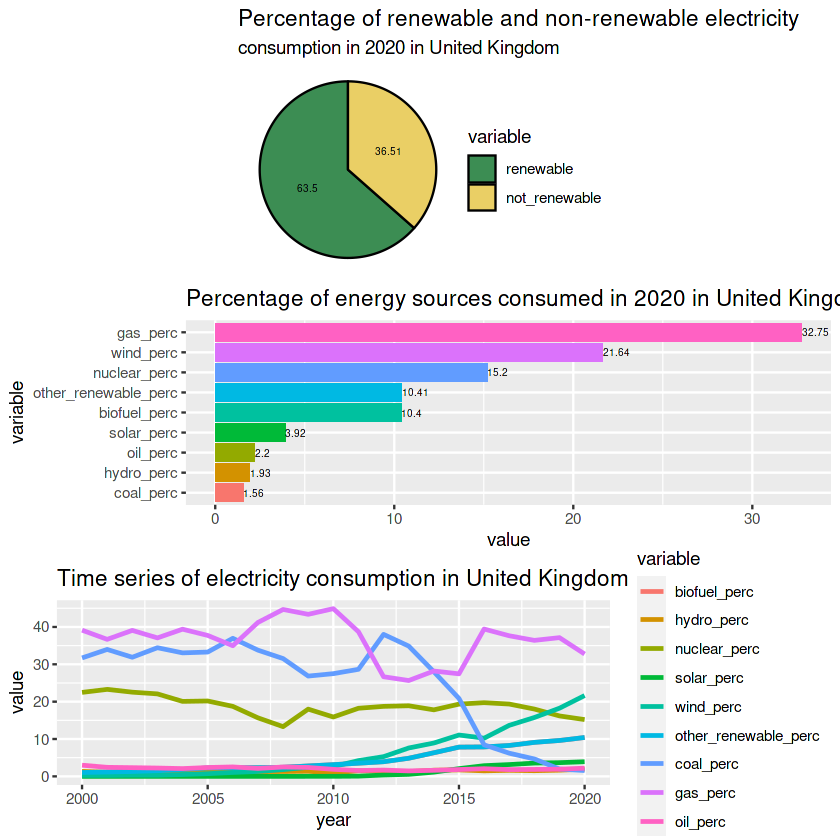 Percentage of renewable and non-renewable electricity
consumption in 2020 in United Kingdom
variable
renewable
not_renewable
36.51
63.5
Percentage of energy sources consumed in 2020 in United Kingd
variable
gas_perc
32.75
wind_perc
21.64
nuclear_perc
15.2
other_renewable_perc
10.41
biofuel_perc
10.4
solar_perc
3.92
oil_perc
2.2
hydro_perc
1.93
coal_perc
1.56
0 10 20 30
value
Time series of electricity consumption in United Kingdom
value
40
30
20
10
0
2000 2005 2010 2015 2020
year
variable
biofuel_perc
hydro_perc
nuclear_perc
solar_perc
wind_perc
other_renewable_perc
coal_perc
gas_perc
oil_perc